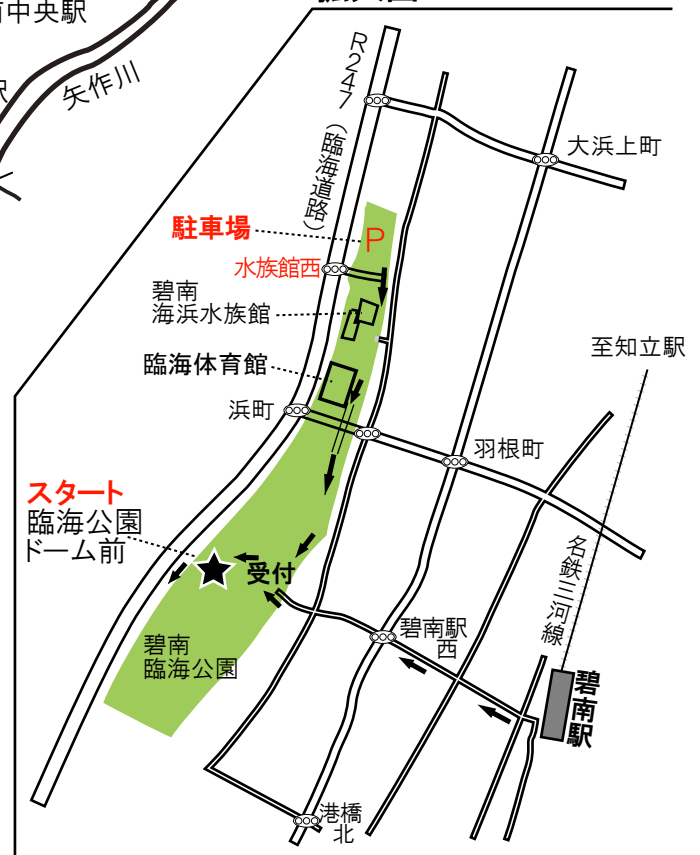 市中央駅
矢作川
R247
（臨海道路）
大浜上町
駐車場
P
水族館西
碧南
海浜水族館
至知立駅
臨海体育館
浜町
羽根町
スタート
臨海公園
ドーム前
受付
名鉄三河線
碧南駅
西
碧南
臨海公園
碧南駅
港橋
北